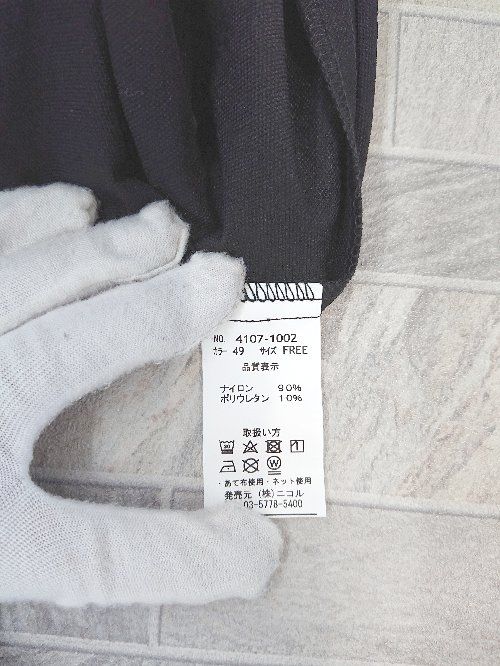 NO. 4107-1002
カラー 49 サイズ FREE
品質表示
ナイロン 90%
ポリウレタン 10%
取扱い方
・あて布使用・ネット使用
発売元 (株)ニコル
03-5778-5400